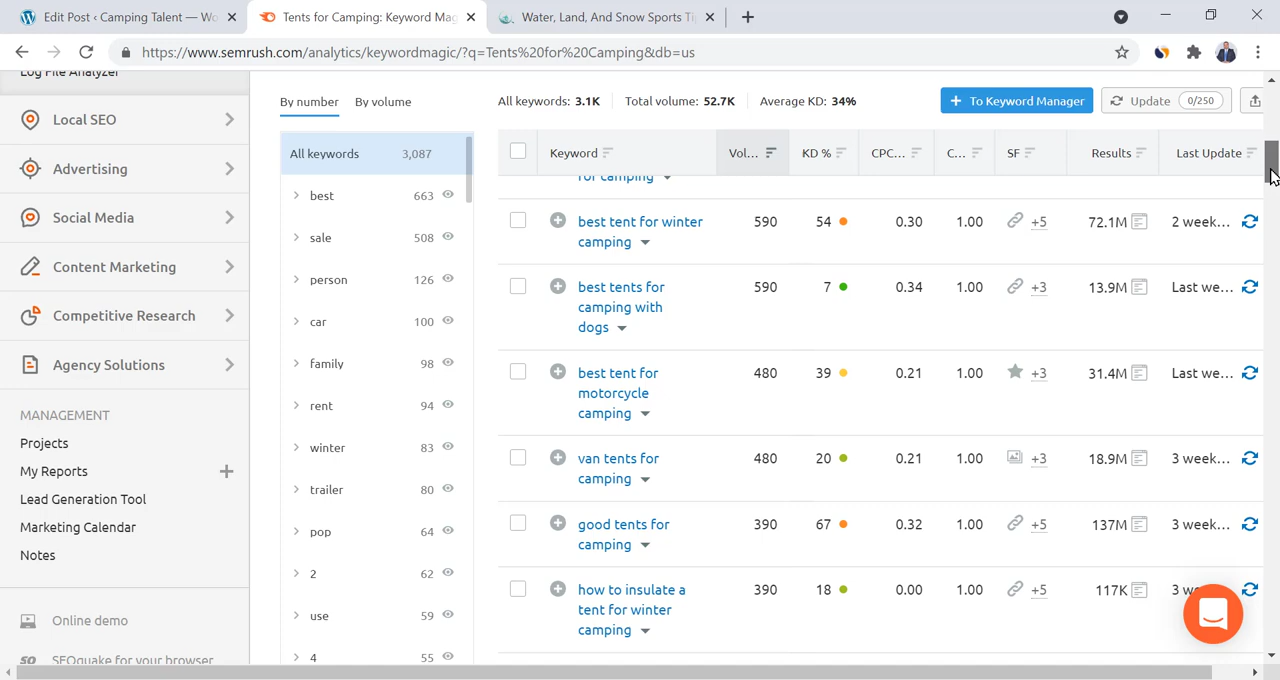 Edit Post ‹ Camping Talent — Wo
Tents for Camping: Keyword Mag
Water, Land, And Snow Sports Ti
https://www.semrush.com/analytics/keywordmagic/?q=Tents%20for%20Camping&db=us
Log File Analyzer
Local SEO
Advertising
Social Media
Content Marketing
Competitive Research
Agency Solutions
MANAGEMENT
Projects
My Reports
Lead Generation Tool
Marketing Calendar
Notes
Online demo
SEOquake for your browser
By number By volume
All keywords 3,087
best 663
sale 508
person 126
car 100
family 98
rent 94
winter 83
trailer 80
pop 64
2 62
use 59
4 55
All keywords: 3.1K Total volume: 52.7K Average KD: 34%
+ To Keyword Manager
Update 0/250
Keyword Vol... KD % CPC... C... SF Results Last Update
for camping
best tent for winter camping 590 54 0.30 1.00 +5 72.1M 2 week...
best tents for camping with dogs 590 7 0.34 1.00 +3 13.9M Last we...
best tent for motorcycle camping 480 39 0.21 1.00 +3 31.4M Last we...
van tents for camping 480 20 0.21 1.00 +3 18.9M 3 week...
good tents for camping 390 67 0.32 1.00 +5 137M 3 week...
how to insulate a tent for winter camping 390 18 0.00 1.00 +5 117K 3 we